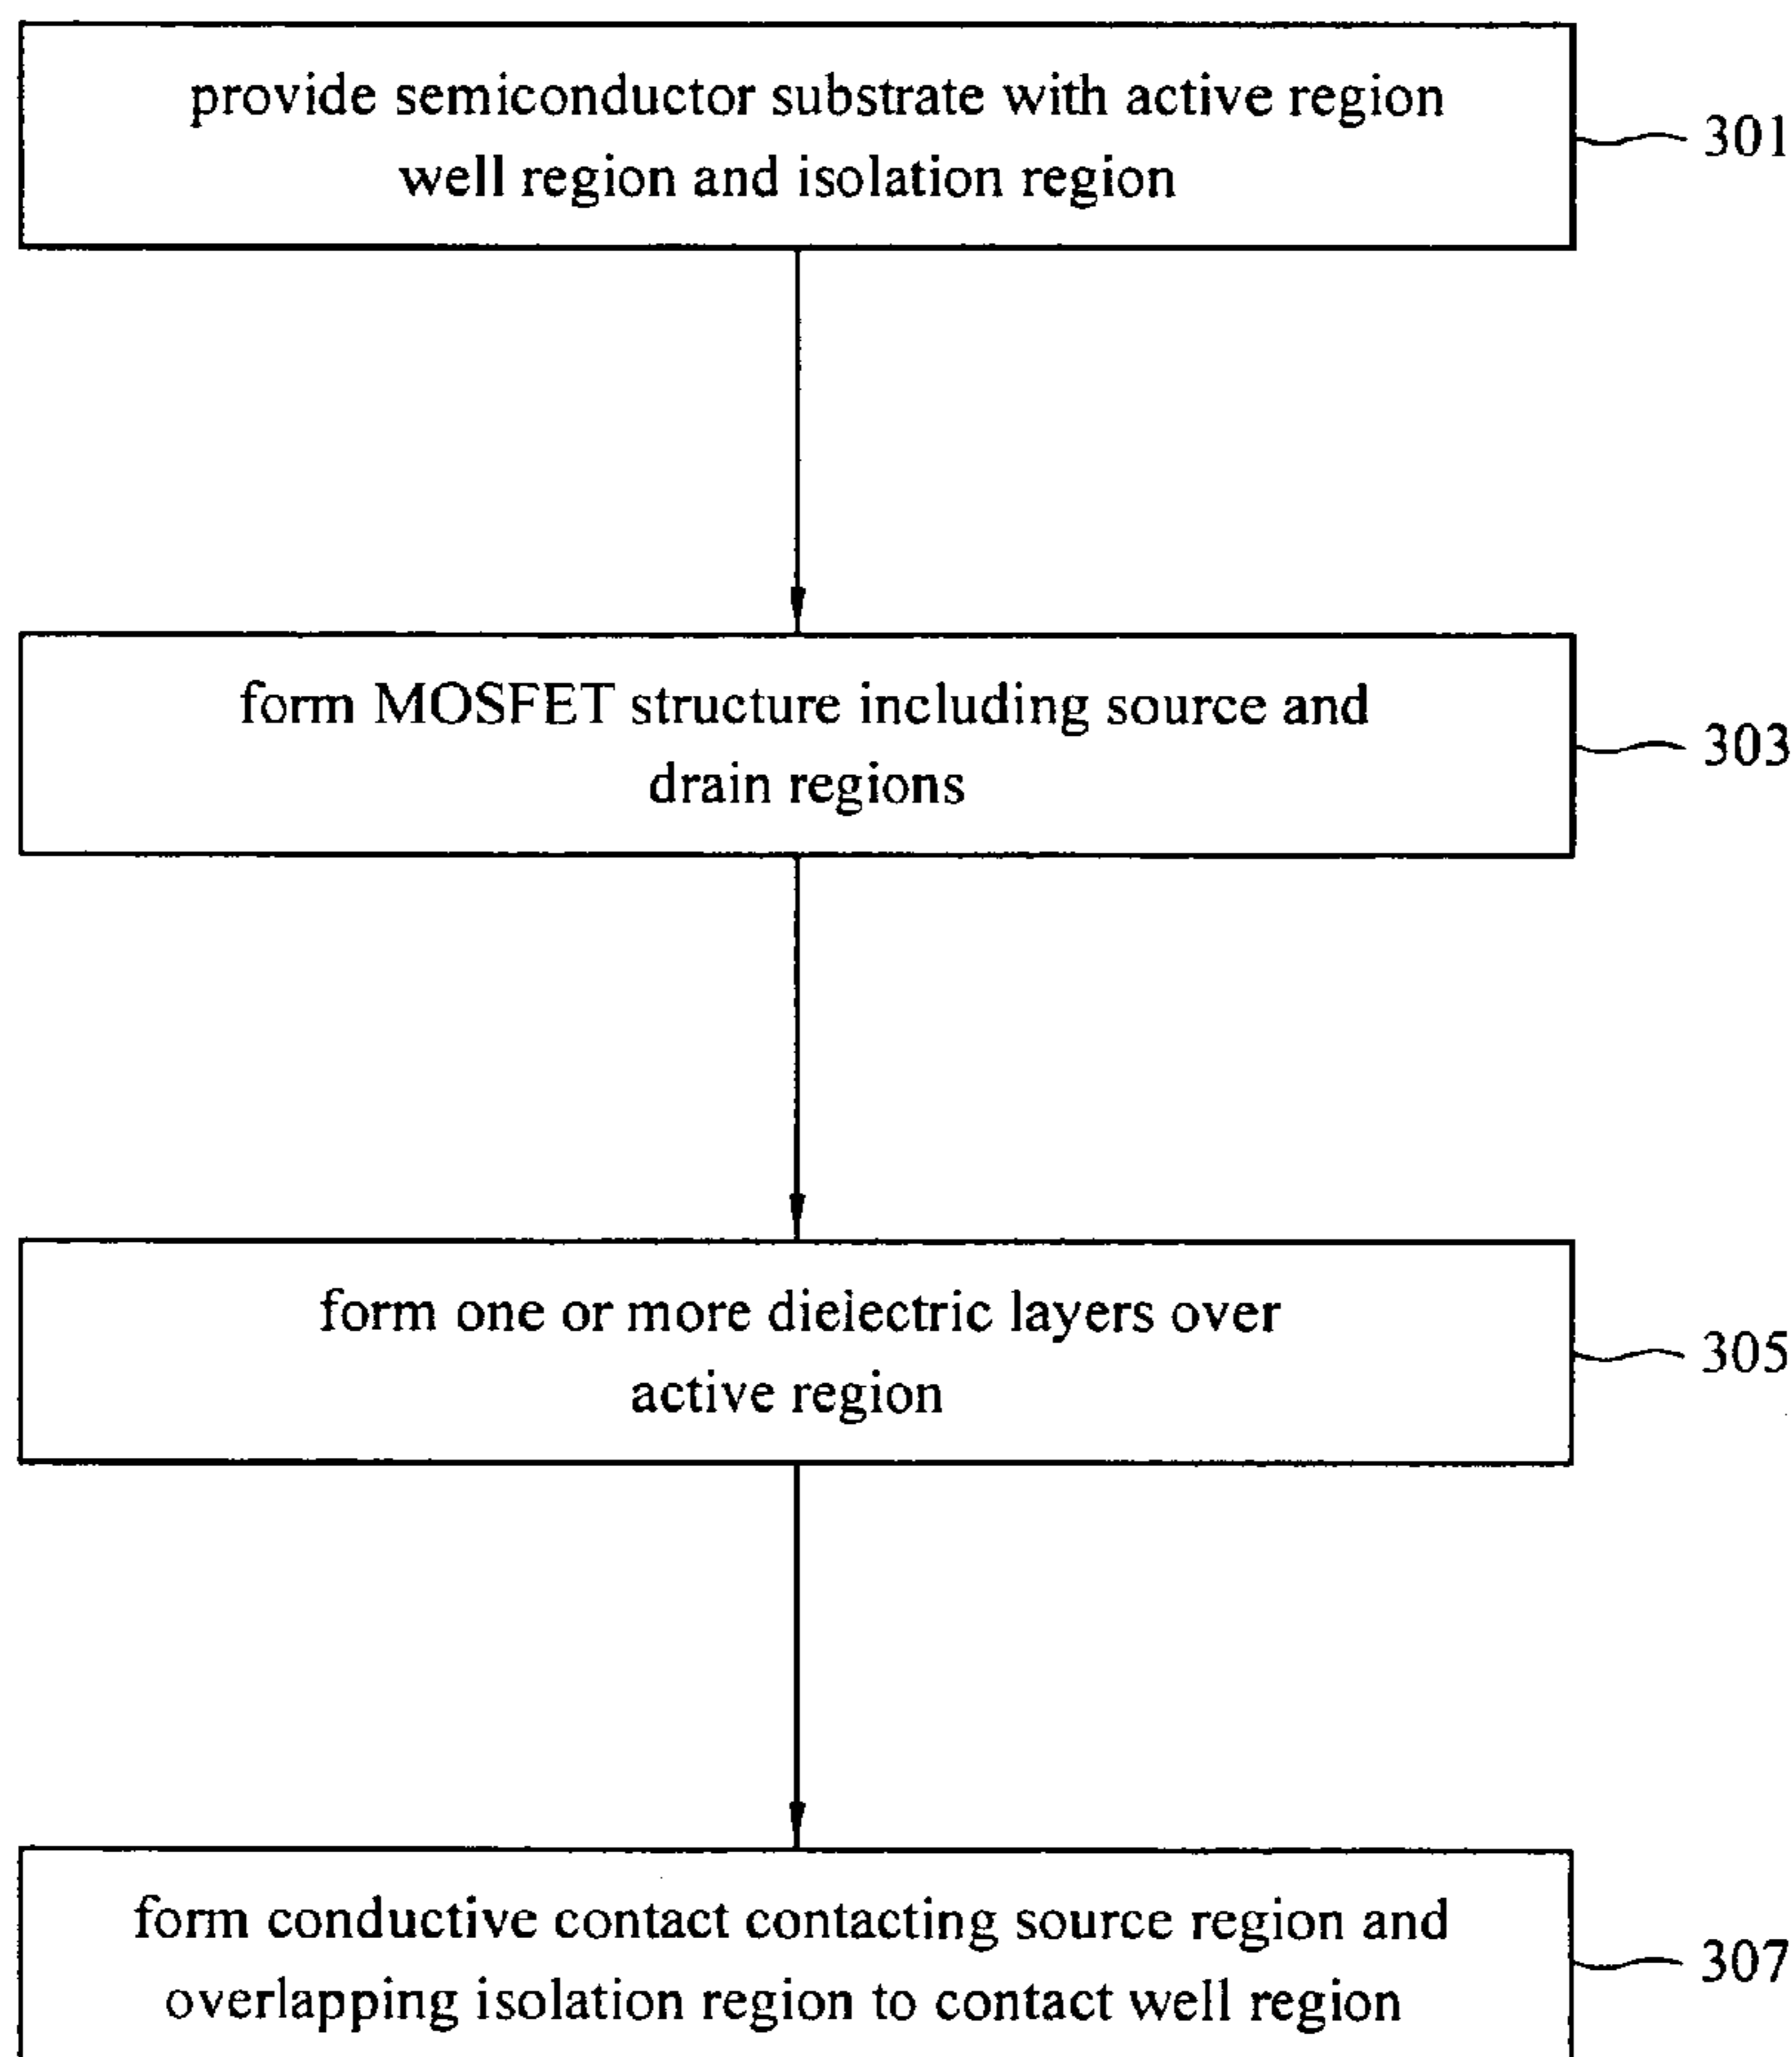 provide semiconductor substrate with active region
well region and isolation region
301
form MOSFET structure including source and
drain regions
303
form one or more dielectric layers over
active region
305
form conductive contact contacting source region and
overlapping isolation region to contact well region
307